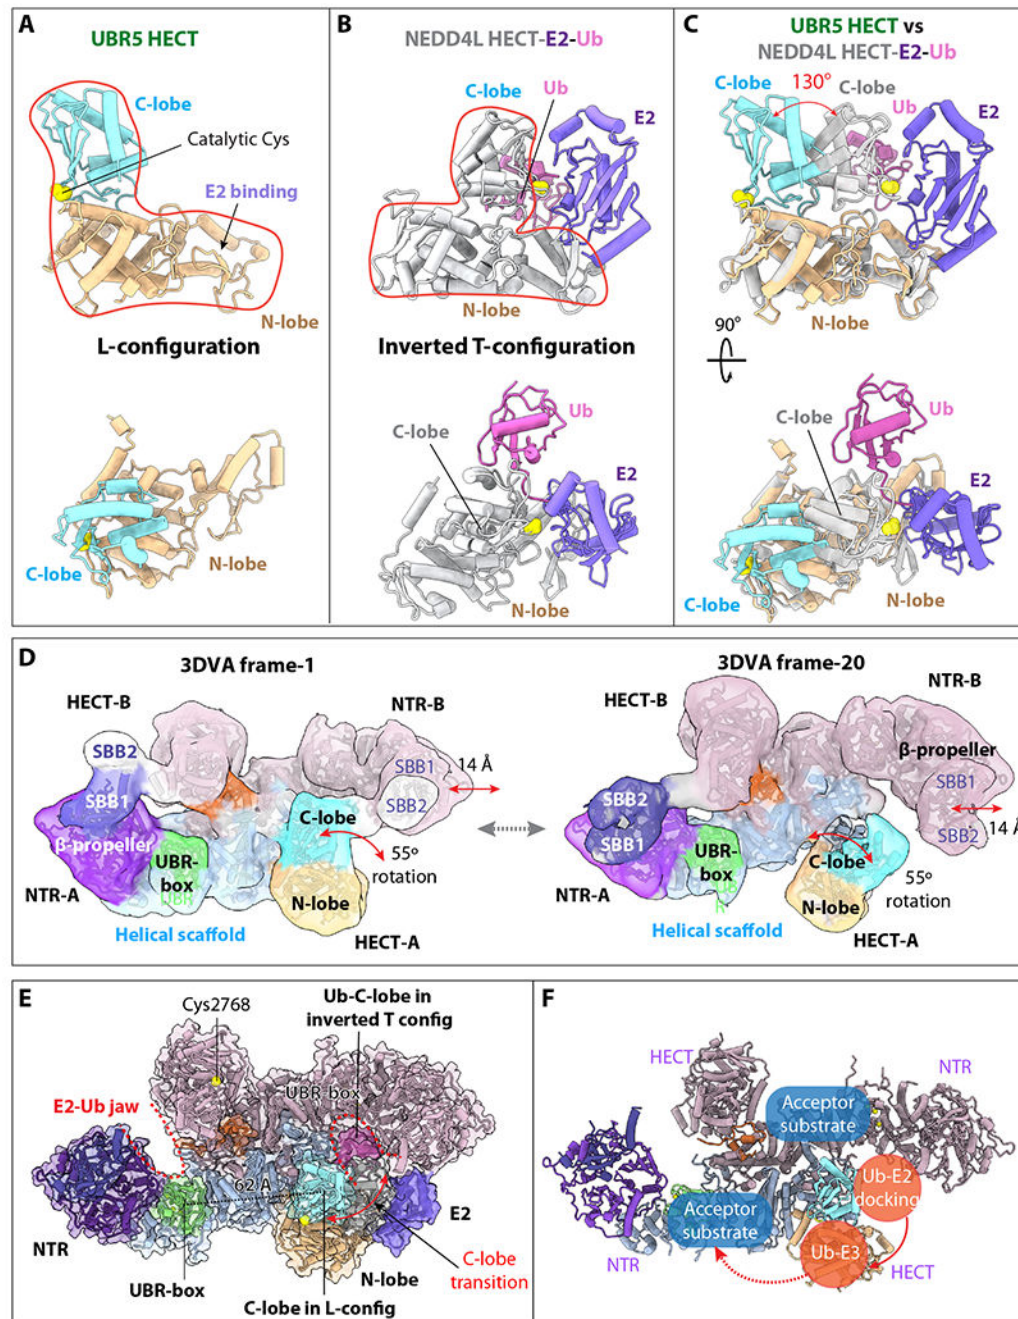 A
UBR5 HECT
C-lobe
Catalytic Cys
E2 binding
N-lobe
L-configuration
C-lobe
N-lobe
B
NEDD4L HECT-E2-Ub
C-lobe
Ub
E2
N-lobe
Inverted T-configuration
Ub
C-lobe
E2
N-lobe
C
UBR5 HECT vs
NEDD4L HECT-E2-Ub
C-lobe
130°
C-lobe
Ub
E2
N-lobe
90°
Ub
C-lobe
E2
N-lobe
C-lobe
D
3DVA frame-1
HECT-B
NTR-B
SBB2
SBB1
SBB1
SBB2
14 Å
β-propeller
UBR-
box
UBR
C-lobe
55°
rotation
NTR-A
N-lobe
Helical scaffold
HECT-A
3DVA frame-20
HECT-B
NTR-B
β-propeller
SBB2
SBB1
SBB1
SBB2
14 Å
UBR-
box
UB
R
C-lobe
55°
rotation
NTR-A
N-lobe
Helical scaffold
HECT-A
E
Cys2768
Ub-C-lobe in
inverted T config
UBR-box
E2-Ub jaw
62 Å
E2
NTR
N-lobe
UBR-box
C-lobe
transition
C-lobe in L-config
F
HECT
NTR
Acceptor
substrate
Ub-E2
docking
Acceptor
substrate
Ub-E3
NTR
HECT